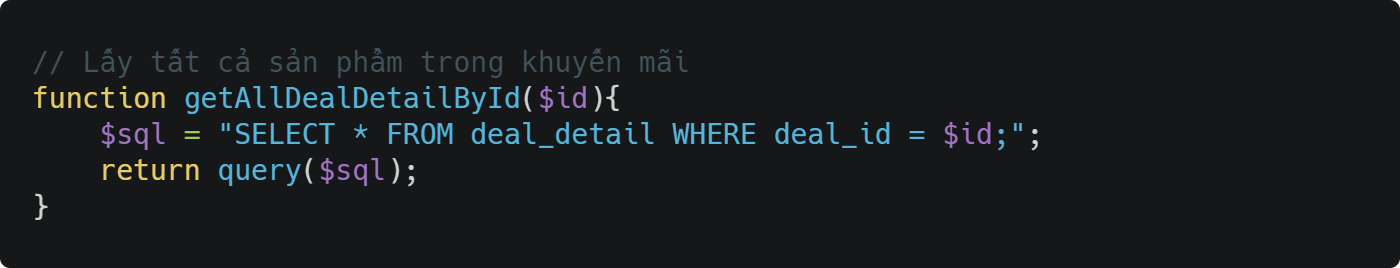 // Lấy tất cả sản phẩm trong khuyến mãi
function getAllDealDetailById($id){
    $sql = "SELECT * FROM deal_detail WHERE deal_id = $id;";
    return query($sql);
}